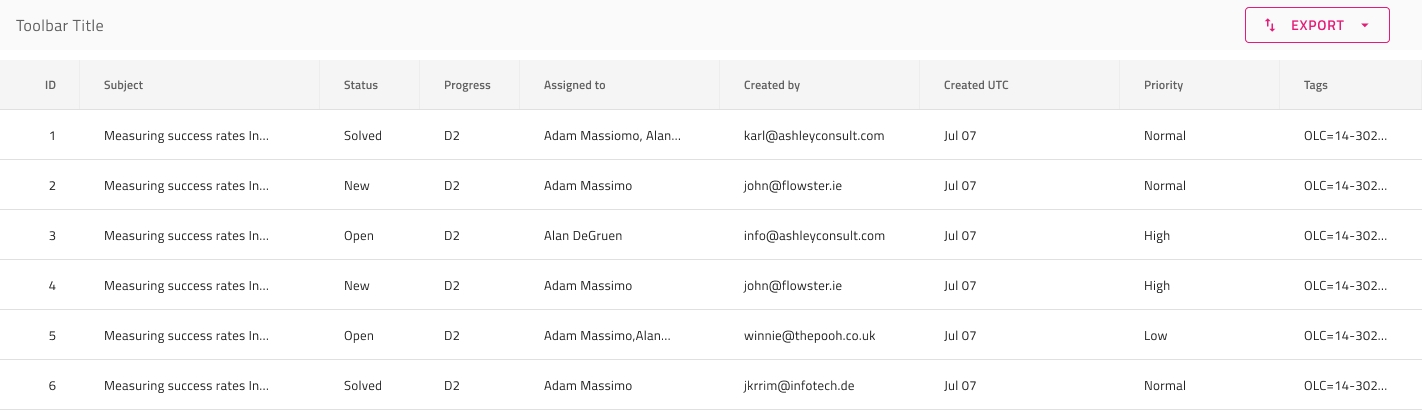 Toolbar Title EXPORT
ID Subject Status Progress Assigned to Created by Created UTC Priority Tags
1 Measuring success rates In... Solved D2 Adam Massiomo, Alan... karl@ashleyconsult.com Jul 07 Normal OLC=14-302...
2 Measuring success rates In... New D2 Adam Massimo john@flowster.ie Jul 07 Normal OLC=14-302...
3 Measuring success rates In... Open D2 Alan DeGruen info@ashleyconsult.com Jul 07 High OLC=14-302...
4 Measuring success rates In... New D2 Adam Massimo john@flowster.ie Jul 07 High OLC=14-302...
5 Measuring success rates In... Open D2 Adam Massimo,Alan... winnie@thepooh.co.uk Jul 07 Low OLC=14-302...
6 Measuring success rates In... Solved D2 Adam Massimo jkrrim@infotech.de Jul 07 Normal OLC=14-302...